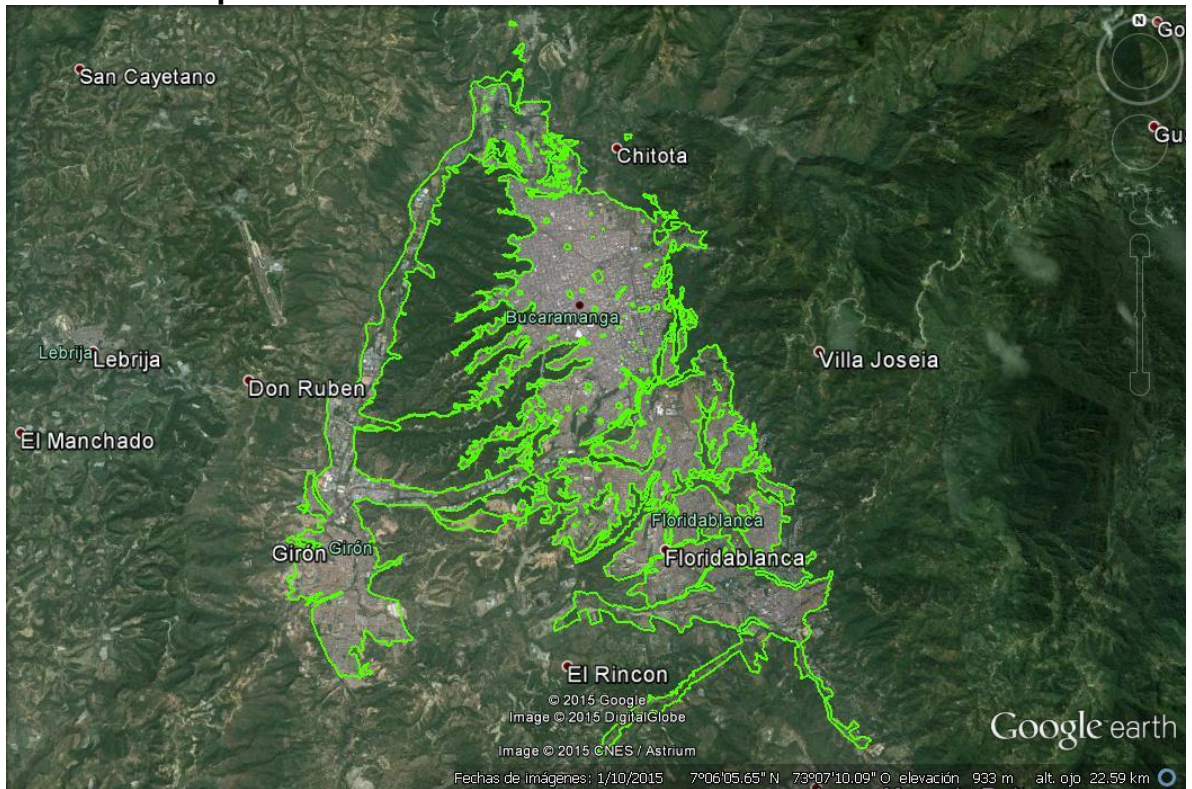 N
Go
San Cayetano
Gua
Chitota
Bucaramanga
Lebrija
Lebrija
Villa Joseia
Don Ruben
El Manchado
Floridablanca
Girón
Girón
Floridablanca
El Rincon
© 2015 Google
Image © 2015 DigitalGlobe
Google earth
Image © 2015 CNES / Astrium
Fechas de imágenes: 1/10/2015 7°06'05.65" N 73°07'10.09" O elevación 933 m alt. ojo 22.59 km